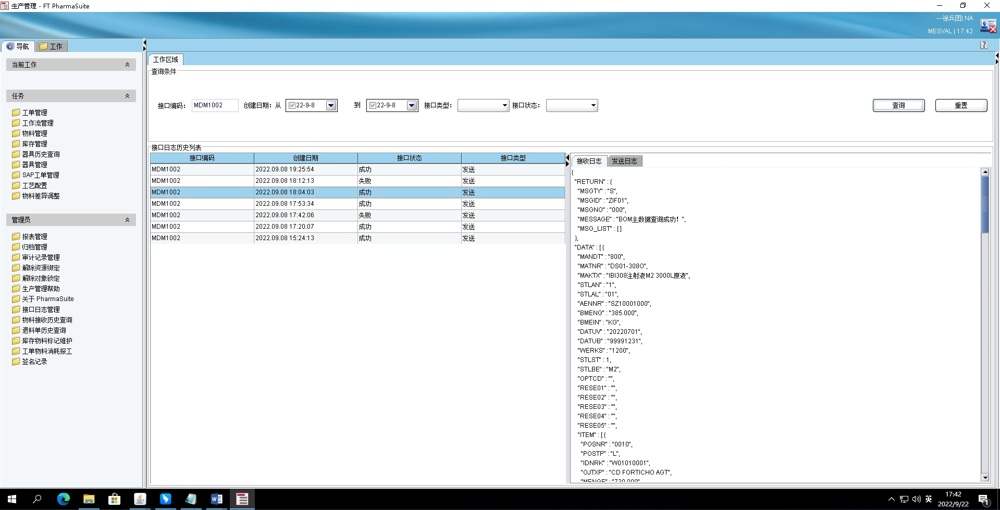 生产管理 - FT PharmaSuite
---徐兵团| NA
MESVAL | 17:42
导航
工作
当前工作
任务
工单管理
工作流管理
物料管理
库存管理
器具历史查询
器具管理
SAP工单管理
工艺配置
物料差异调整
管理员
报表管理
归档管理
审计记录管理
解除资源绑定
解除对象锁定
生产管理帮助
关于 PharmaSuite
接口日志管理
物料接收历史查询
退料单历史查询
库存物料标记维护
工单物料消耗报工
签名记录
?
工作区域
查询条件
接口编码: MDM1002 创建日期: 从 22-9-8 到 22-9-8 接口类型: 接口状态: 查询 重置
接口日志历史列表
接口编码 创建日期 接口状态 接口类型
MDM1002 2022.09.08 19:25:54 成功 发送
MDM1002 2022.09.08 18:12:13 失败 发送
MDM1002 2022.09.08 18:04:03 成功 发送
MDM1002 2022.09.08 17:53:34 成功 发送
MDM1002 2022.09.08 17:42:06 失败 发送
MDM1002 2022.09.08 17:20:07 成功 发送
MDM1002 2022.09.08 15:24:13 成功 发送
接收日志 发送日志
{
"RETURN" : {
"MSGTY" : "S",
"MSGID" : "ZIF01",
"MSGNO" : "000",
"MESSAGE" : "BOM主数据查询成功！",
"MSG_LIST" : [ ]
},
"DATA" : [ {
"MANDT" : "800",
"MATNR" : "DS01-308O",
"MAKTX" : "IBI308注射液M2 3000L原液",
"STLAN" : "1",
"STLAL" : "01",
"AENNR" : "SZ10001000",
"BMENG" : "385.000",
"BMEIN" : "KG",
"DATUV" : "20220701",
"DATUB" : "99991231",
"WERKS" : "1200",
"STLST" : 1,
"STLBE" : "M2",
"OPTCD" : "",
"RESE01" : "",
"RESE02" : "",
"RESE03" : "",
"RESE04" : "",
"RESE05" : "",
"ITEM" : [ {
"POSNR" : "0010",
"POSTP" : "L",
"IDNRK" : "W01010001",
"OJTXP" : "CD FORTICHO AGT",
"MENGE" : "720.000"
英
17:42
2022/9/22
1